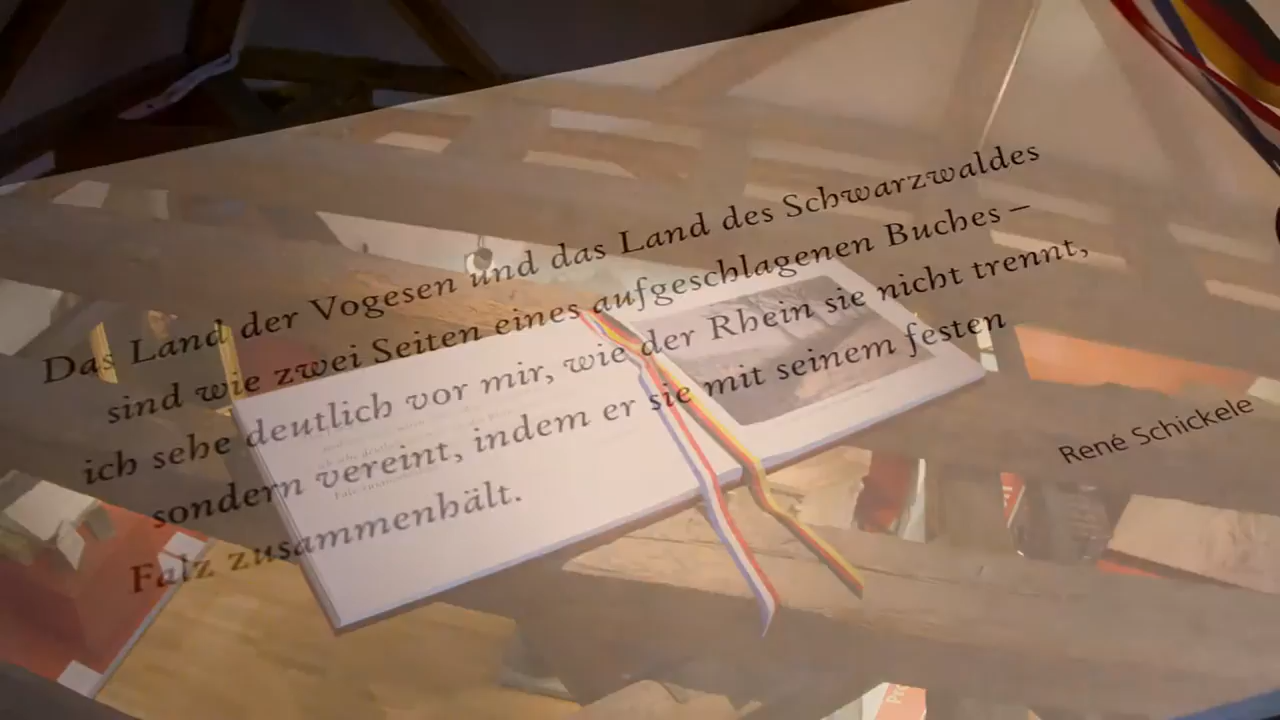 Das Land der Vogesen und das Land des Schwarzwaldes
sind wie zwei Seiten eines aufgeschlagenen Buches –
ich sehe deutlich vor mir, wie der Rhein sie nicht trennt,
sondern vereint, indem er sie mit seinem festen
Falz zusammenhält.
René Schickele